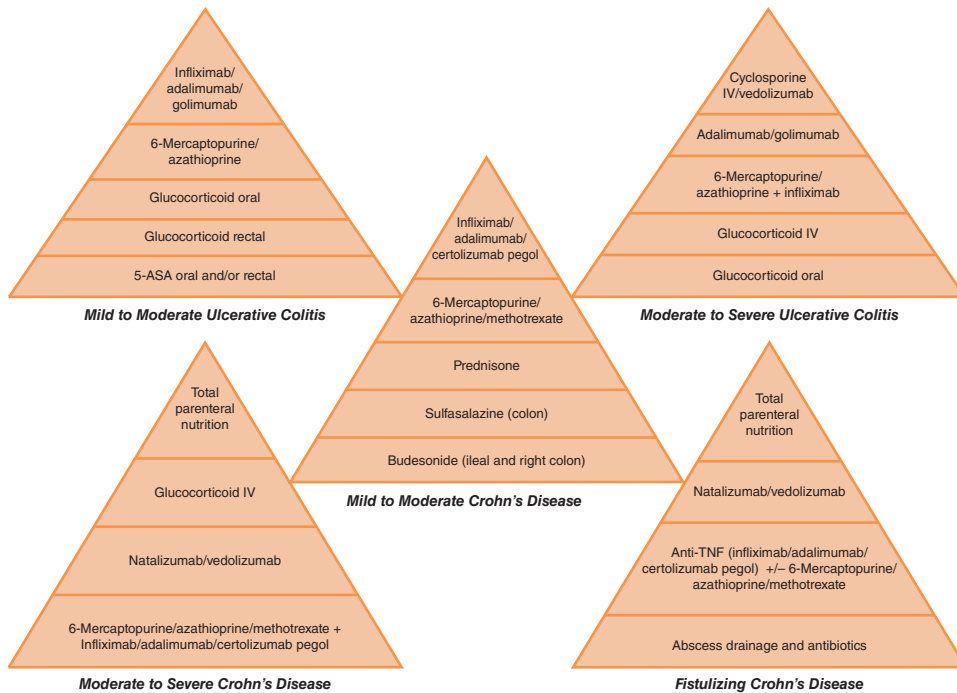 Infliximab/
adalimumab/
golimumab
6-Mercaptopurine/
azathioprine
Glucocorticoid oral
Glucocorticoid rectal
5-ASA oral and/or rectal
Mild to Moderate Ulcerative Colitis
Cyclosporine
IV/vedolizumab
Adalimumab/golimumab
6-Mercaptopurine/
azathioprine + infliximab
Glucocorticoid IV
Glucocorticoid oral
Moderate to Severe Ulcerative Colitis
Infliximab/
adalimumab/
certolizumab pegol
6-Mercaptopurine/
azathioprine/methotrexate
Prednisone
Sulfasalazine (colon)
Budesonide (ileal and right colon)
Mild to Moderate Crohn's Disease
Total
parenteral
nutrition
Glucocorticoid IV
Natalizumab/vedolizumab
6-Mercaptopurine/azathioprine/methotrexate +
Infliximab/adalimumab/certolizumab pegol
Moderate to Severe Crohn's Disease
Total
parenteral
nutrition
Natalizumab/vedolizumab
Anti-TNF (infliximab/adalimumab/
certolizumab pegol) +/– 6-Mercaptopurine/
azathioprine/methotrexate
Abscess drainage and antibiotics
Fistulizing Crohn's Disease